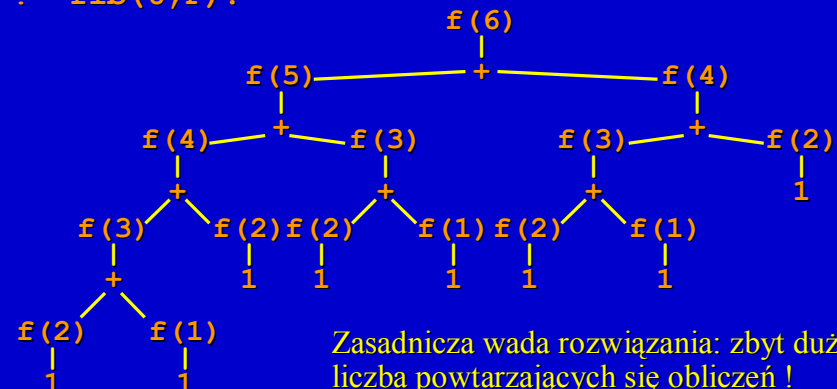 f(6)
f(5) + f(4)
f(4) + f(3) f(3) + f(2)
+ + + 1
f(3) f(2) f(2) f(1) f(2) f(1)
+ 1 1 1 1 1
f(2) f(1)
1 1
Zasadnicza wada rozwiązania: zbyt duż
liczba powtarzających się obliczeń !